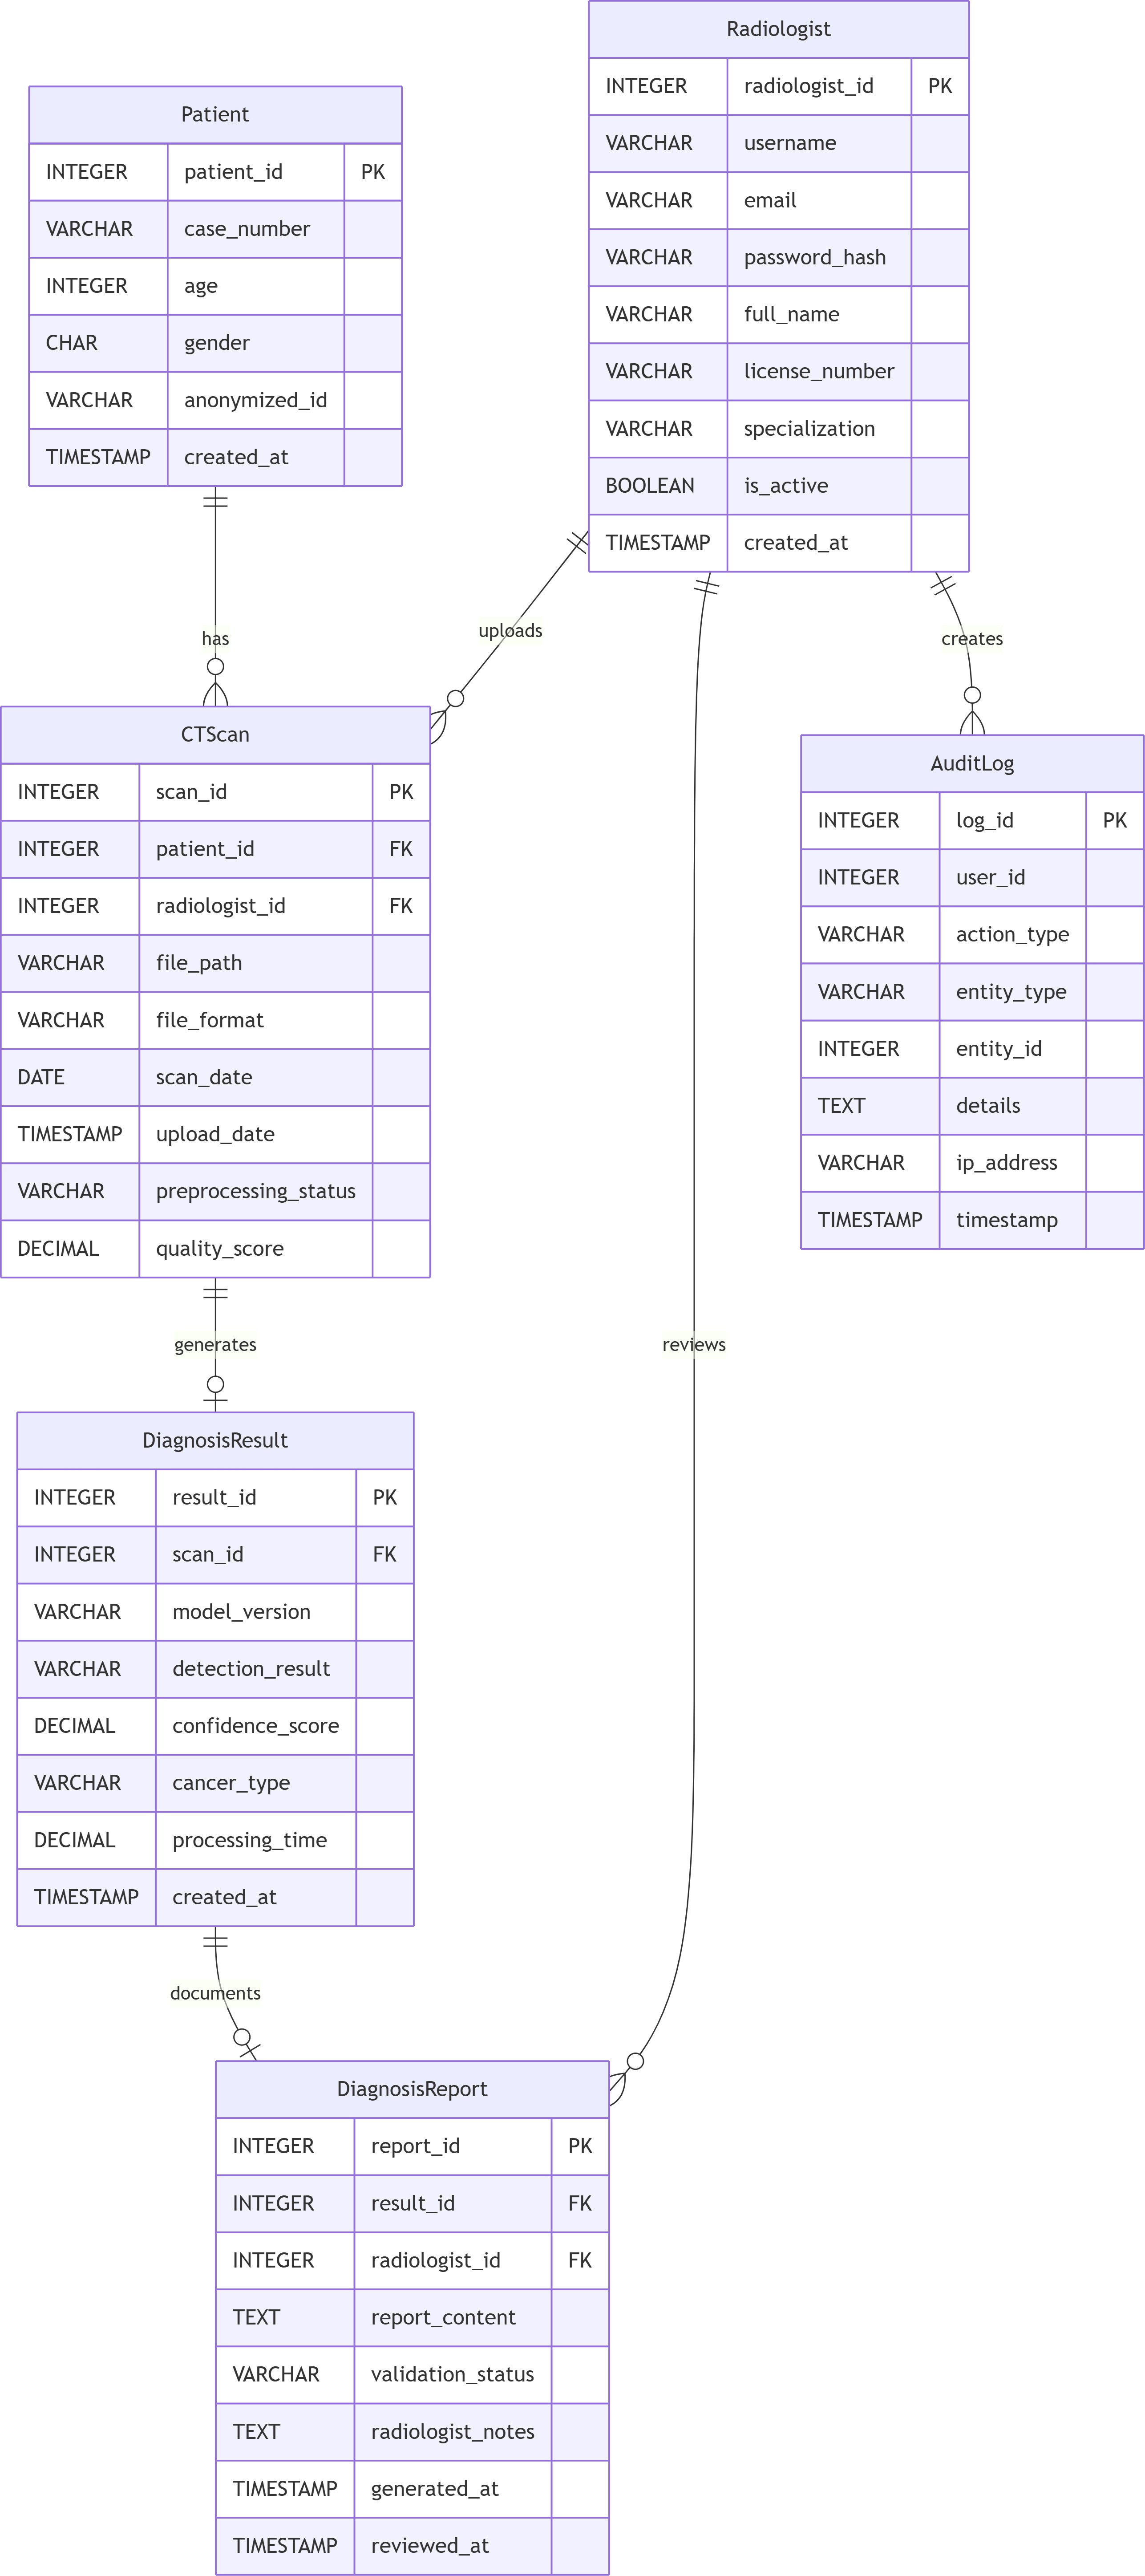 Radiologist
INTEGER radiologist_id PK
VARCHAR username
VARCHAR email
VARCHAR password_hash
VARCHAR full_name
VARCHAR license_number
VARCHAR specialization
BOOLEAN is_active
TIMESTAMP created_at
Patient
INTEGER patient_id PK
VARCHAR case_number
INTEGER age
CHAR gender
VARCHAR anonymized_id
TIMESTAMP created_at
has
uploads
creates
CTScan
INTEGER scan_id PK
INTEGER patient_id FK
INTEGER radiologist_id FK
VARCHAR file_path
VARCHAR file_format
DATE scan_date
TIMESTAMP upload_date
VARCHAR preprocessing_status
DECIMAL quality_score
AuditLog
INTEGER log_id PK
INTEGER user_id
VARCHAR action_type
VARCHAR entity_type
INTEGER entity_id
TEXT details
VARCHAR ip_address
TIMESTAMP timestamp
generates
reviews
DiagnosisResult
INTEGER result_id PK
INTEGER scan_id FK
VARCHAR model_version
VARCHAR detection_result
DECIMAL confidence_score
VARCHAR cancer_type
DECIMAL processing_time
TIMESTAMP created_at
documents
DiagnosisReport
INTEGER report_id PK
INTEGER result_id FK
INTEGER radiologist_id FK
TEXT report_content
VARCHAR validation_status
TEXT radiologist_notes
TIMESTAMP generated_at
TIMESTAMP reviewed_at